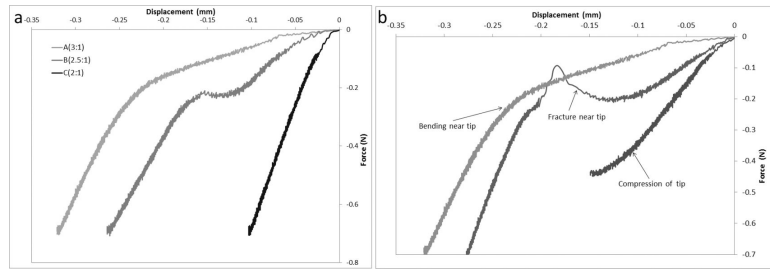 a
Displacement (mm)
-0.35 -0.3 -0.25 -0.2 -0.15 -0.1 -0.05 0
0
-0.2
-0.4
-0.6
-0.8
Force (N)
A(3:1)
B(2.5:1)
C(2:1)
b
Displacement (mm)
-0.35 -0.3 -0.25 -0.2 -0.15 -0.1 -0.05 0
0
-0.1
-0.2
-0.3
-0.4
-0.5
-0.6
-0.7
Force (N)
Bending near tip
Fracture near tip
Compression of tip